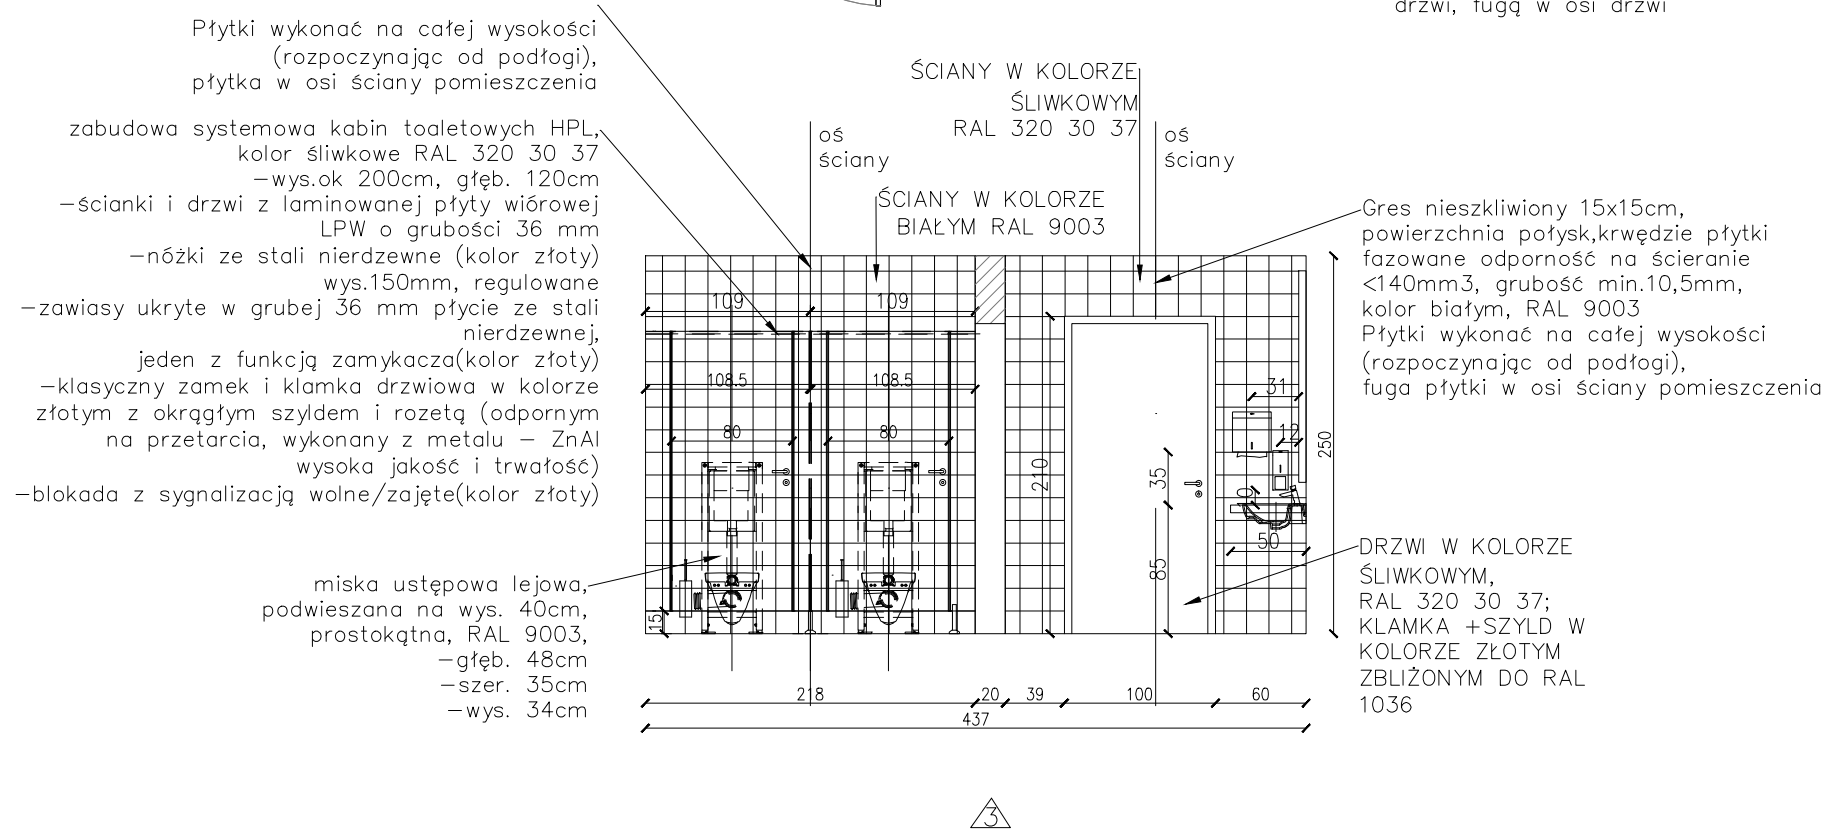 drzwi, fugą w osi drzwi
Płytki wykonać na całej wysokości
(rozpoczynając od podłogi),
płytka w osi ściany pomieszczenia
zabudowa systemowa kabin toaletowych HPL,
kolor śliwkowe RAL 320 30 37
-wys.ok 200cm, głęb. 120cm
-ścianki i drzwi z laminowanej płyty wiórowej
LPW o grubości 36 mm
-nóżki ze stali nierdzewne (kolor złoty)
wys.150mm, regulowane
-zawiasy ukryte w grubej 36 mm płycie ze stali
nierdzewnej,
jeden z funkcją zamykacza(kolor złoty)
-klasyczny zamek i klamka drzwiowa w kolorze
złotym z okrągłym szyldem i rozetą (odpornym
na przetarcia, wykonany z metalu – ZnAl
wysoka jakość i trwałość)
-blokada z sygnalizacją wolne/zajęte(kolor złoty)
miska ustępowa lejowa,
podwieszana na wys. 40cm,
prostokątna, RAL 9003,
-głęb. 48cm
-szer. 35cm
-wys. 34cm
ŚCIANY W KOLORZE
ŚLIWKOWYM
RAL 320 30 37
oś
ściany
oś
ściany
ŚCIANY W KOLORZE
BIAŁYM RAL 9003
Gres nieszkliwiony 15x15cm,
powierzchnia połysk,krwędzie płytki
fazowane odporność na ścieranie
<140mm3, grubość min.10,5mm,
kolor białym, RAL 9003
Płytki wykonać na całej wysokości
(rozpoczynając od podłogi),
fuga płytki w osi ściany pomieszczenia
DRZWI W KOLORZE
ŚLIWKOWYM,
RAL 320 30 37;
KLAMKA +SZYLD W
KOLORZE ZŁOTYM
ZBLIŻONYM DO RAL
1036
109
109
108.5
108.5
80
80
15
210
35
85
31
12
50
250
218
20
39
100
60
437
3